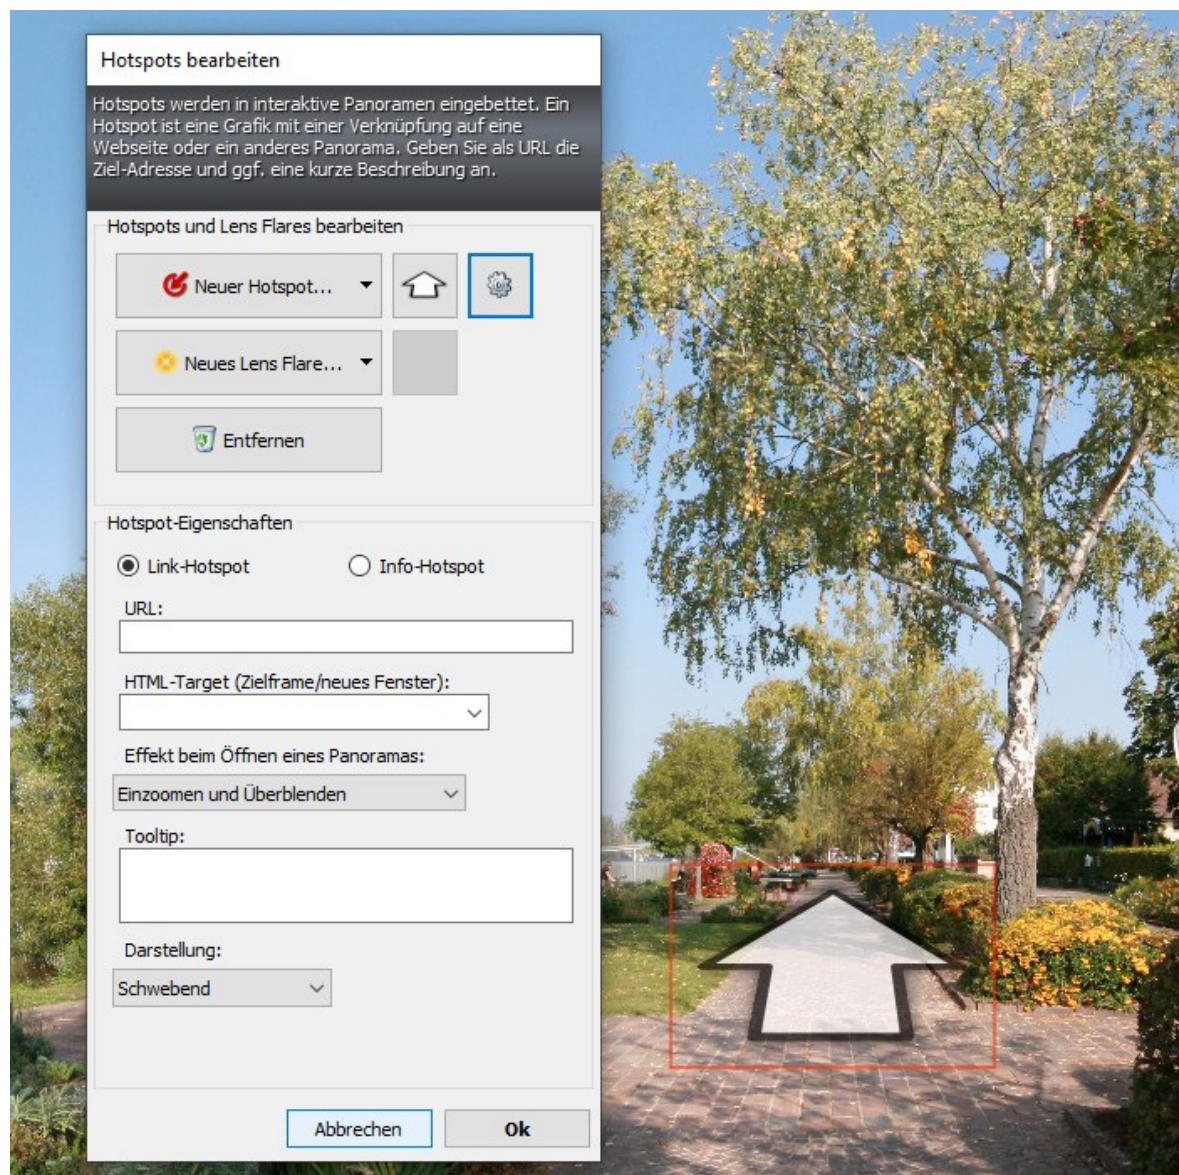 Hotspots bearbeiten
Hotspots werden in interaktive Panoramen eingebettet. Ein
Hotspot ist eine Grafik mit einer Verknüpfung auf eine
Webseite oder ein anderes Panorama. Geben Sie als URL die
Ziel-Adresse und ggf. eine kurze Beschreibung an.
Hotspots und Lens Flares bearbeiten
Neuer Hotspot...
Neues Lens Flare...
Entfernen
Hotspot-Eigenschaften
Link-Hotspot Info-Hotspot
URL:
HTML-Target (Zielframe/neues Fenster):
Effekt beim Öffnen eines Panoramas:
Einzoomen und Überblenden
Tooltip:
Darstellung:
Schwebend
Abbrechen Ok